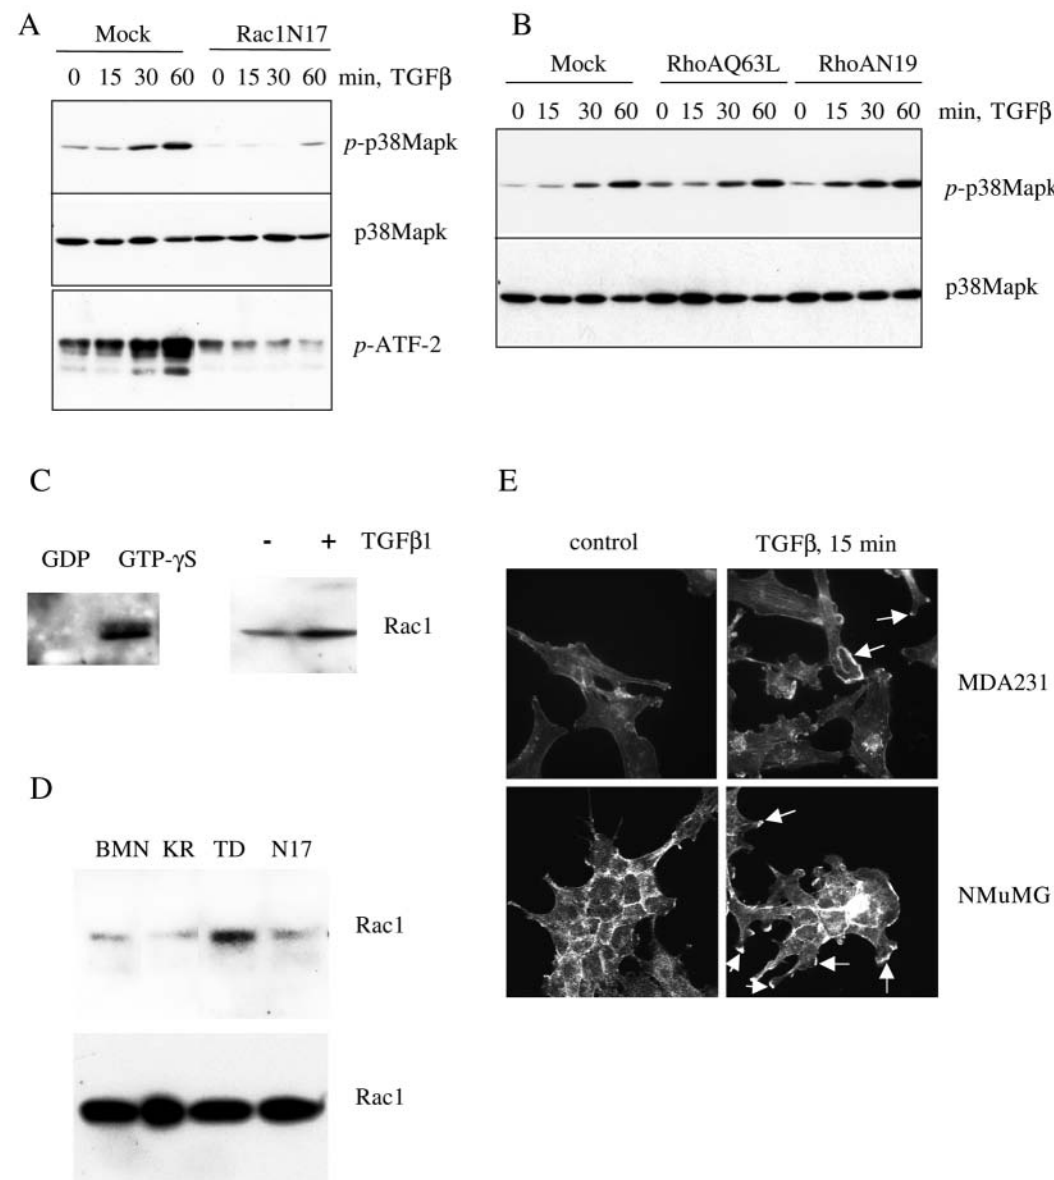 A
Mock Rac1N17
0 15 30 60 0 15 30 60 min, TGFβ
p-p38Mapk
p38Mapk
p-ATF-2
B
Mock RhoAQ63L RhoAN19
0 15 30 60 0 15 30 60 0 15 30 60 min, TGFβ
p-p38Mapk
p38Mapk
C
- + TGFβ1
GDP GTP-γS
Rac1
D
BMN KR TD N17
Rac1
Rac1
E
control TGFβ, 15 min
MDA231
NMuMG